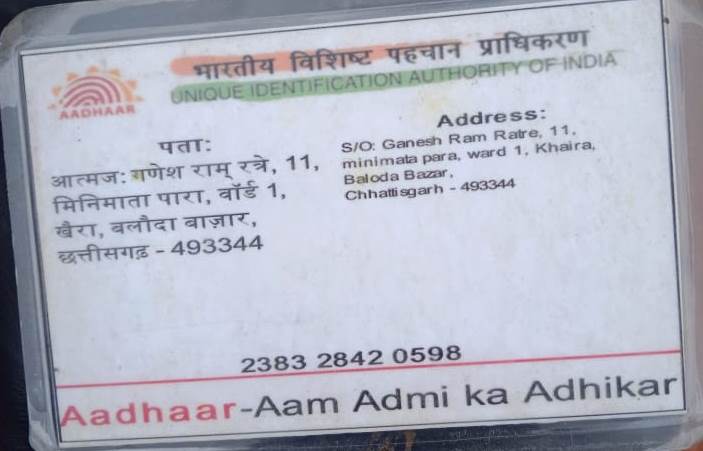 भारतीय विशिष्ट पहचान प्राधिकरण
UNIQUE IDENTIFICATION AUTHORITY OF INDIA
AADHAAR
पता:
आत्मज: गणेश राम रत्रे, 11,
मिनिमाता पारा, वॉर्ड 1,
खैरा, बलौदा बाज़ार,
छत्तीसगढ़ - 493344
Address:
S/O: Ganesh Ram Ratre, 11,
minimata para, ward 1, Khaira,
Baloda Bazar,
Chhattisgarh - 493344
2383 2842 0598
Aadhaar-Aam Admi ka Adhikar